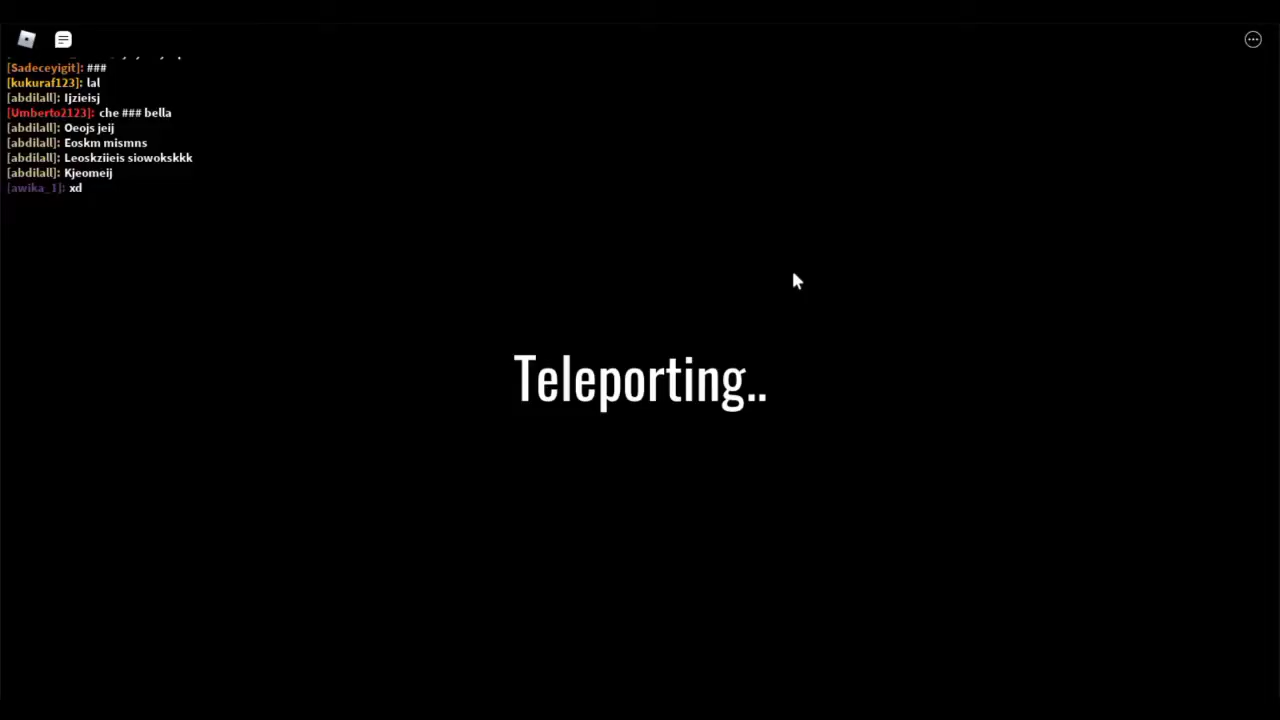 [Sadeceyigit]: ###
[kukuraf123]: lal
[abdilall]: Ijzieisj
[Umberto2123]: che ### bella
[abdilall]: Oeojs jeij
[abdilall]: Eoskm mismns
[abdilall]: Leoskziieis siowokskkk
[abdilall]: Kjeomeij
[awika_1]: xd
Teleporting..